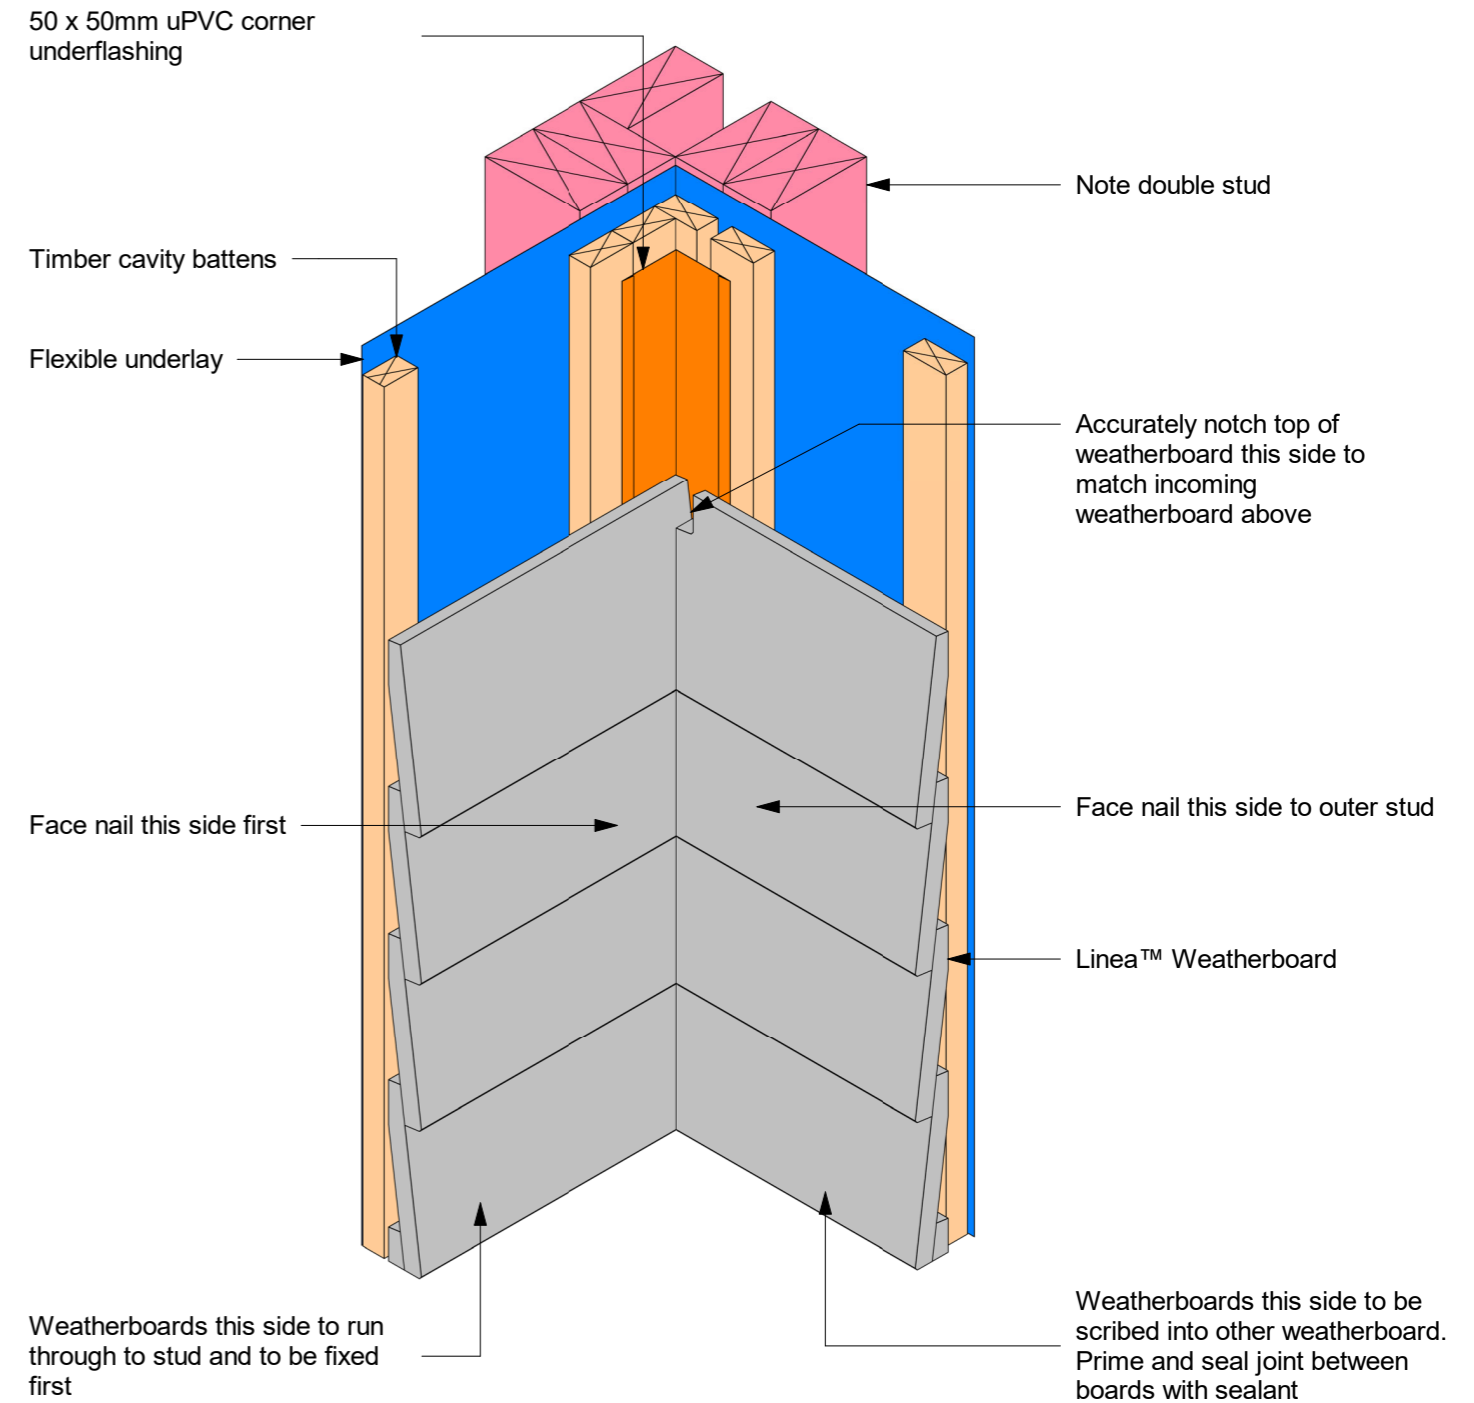 50 x 50mm uPVC corner
underflashing
Note double stud
Timber cavity battens
Flexible underlay
Accurately notch top of
weatherboard this side to
match incoming
weatherboard above
Face nail this side first
Face nail this side to outer stud
Linea™ Weatherboard
Weatherboards this side to run
through to stud and to be fixed
first
Weatherboards this side to be
scribed into other weatherboard.
Prime and seal joint between
boards with sealant